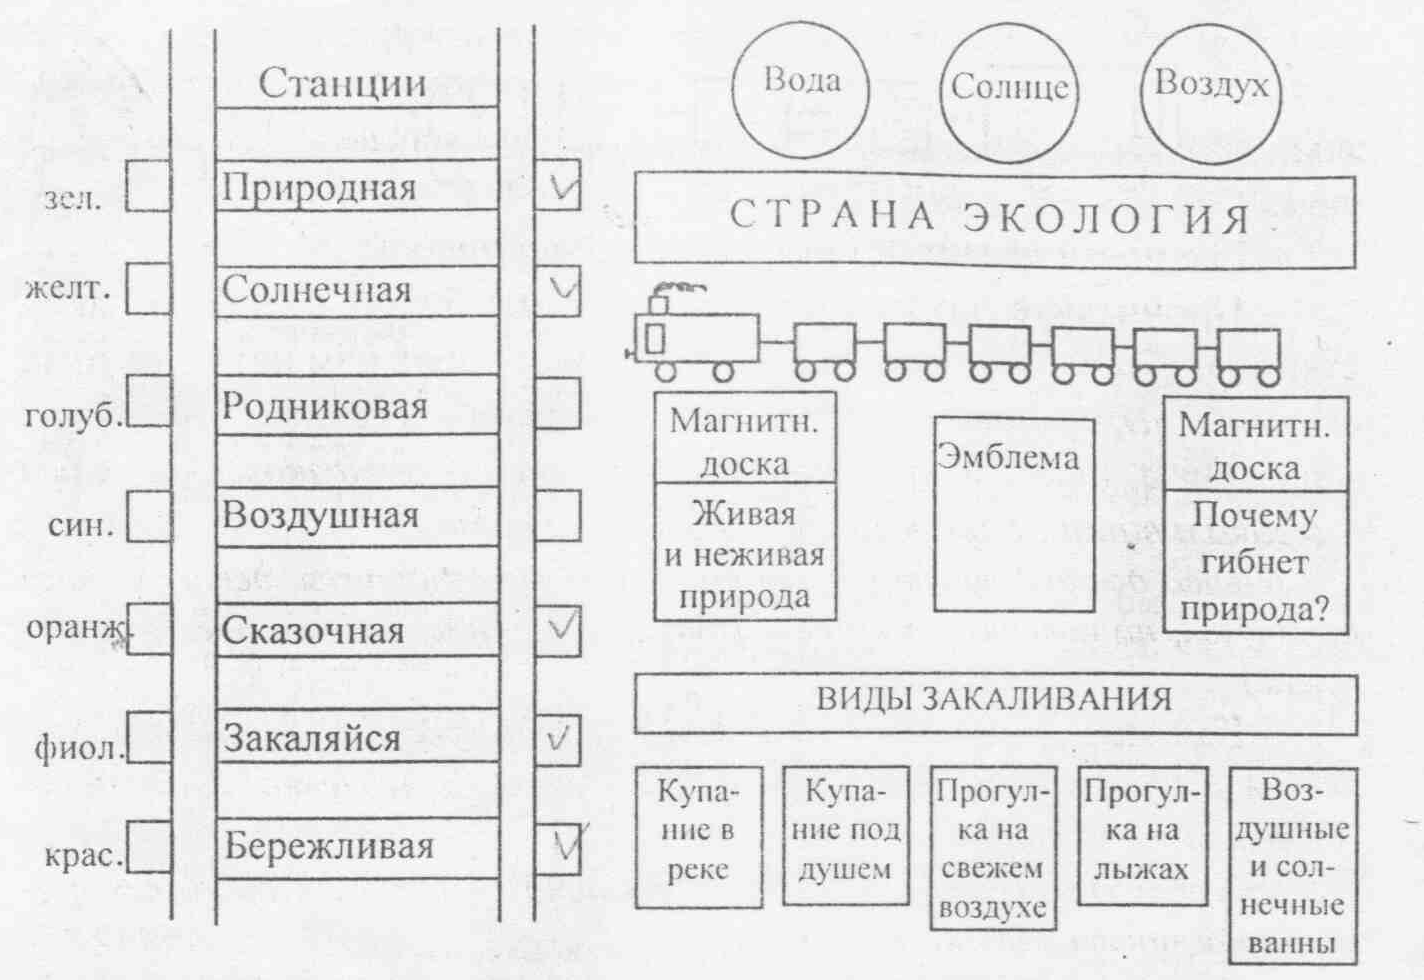 Станции
зел.
Природная
желт.
Солнечная
голуб.
Родниковая
син.
Воздушная
оранж.
Сказочная
фиол.
Закаляйся
крас.
Бережливая
Вода
Солнце
Воздух
СТРАНА ЭКОЛОГИЯ
Магнитн.
доска
Живая
и неживая
природа
Эмблема
Магнитн.
доска
Почему
гибнет
природа?
ВИДЫ ЗАКАЛИВАНИЯ
Купа-
ние в
реке
Купа-
ние под
душем
Прогул-
ка на
свежем
воздухе
Прогул-
ка на
лыжах
Воз-
душные
и сол-
нечные
ванны